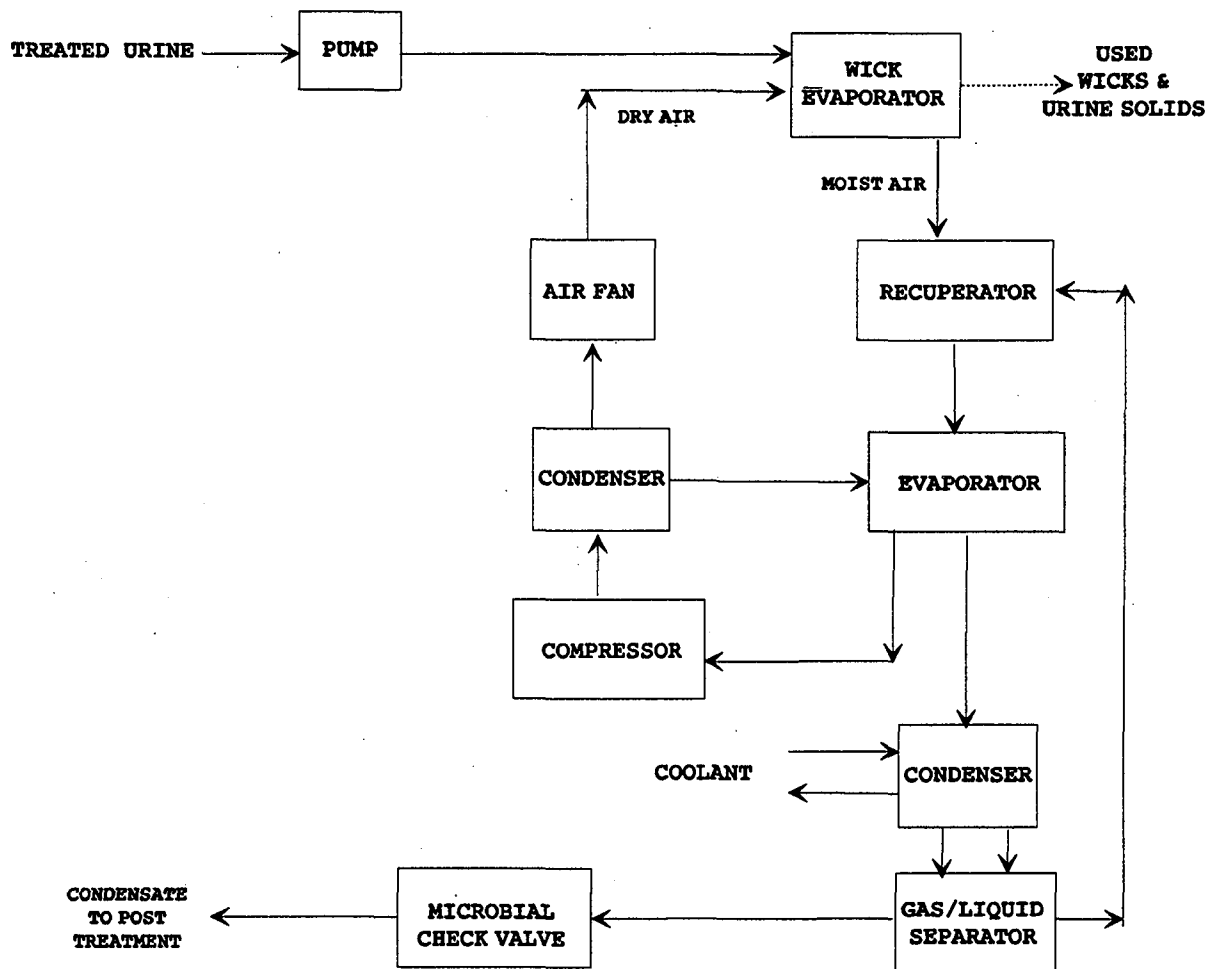 TREATED URINE
PUMP
WICK
EVAPORATOR
USED
WICKS &
URINE SOLIDS
DRY AIR
MOIST AIR
AIR FAN
RECUPERATOR
CONDENSER
EVAPORATOR
COMPRESSOR
COOLANT
CONDENSER
CONDENSATE
TO POST
TREATMENT
MICROBIAL
CHECK VALVE
GAS/LIQUID
SEPARATOR